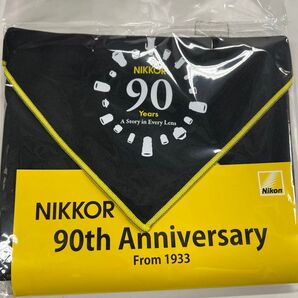 NIKKOR
90
Years
A Story in Every Lens
Nikon
NIKKOR
90th Anniversary
From 1933